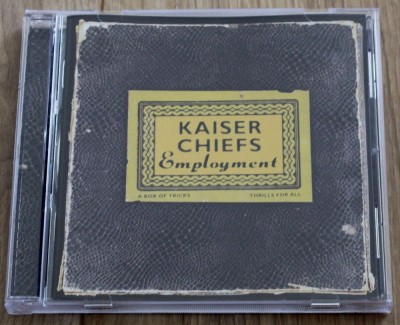 KAISER
CHIEFS
Employment
A BOX OF TRICKS THRILLS FOR ALL